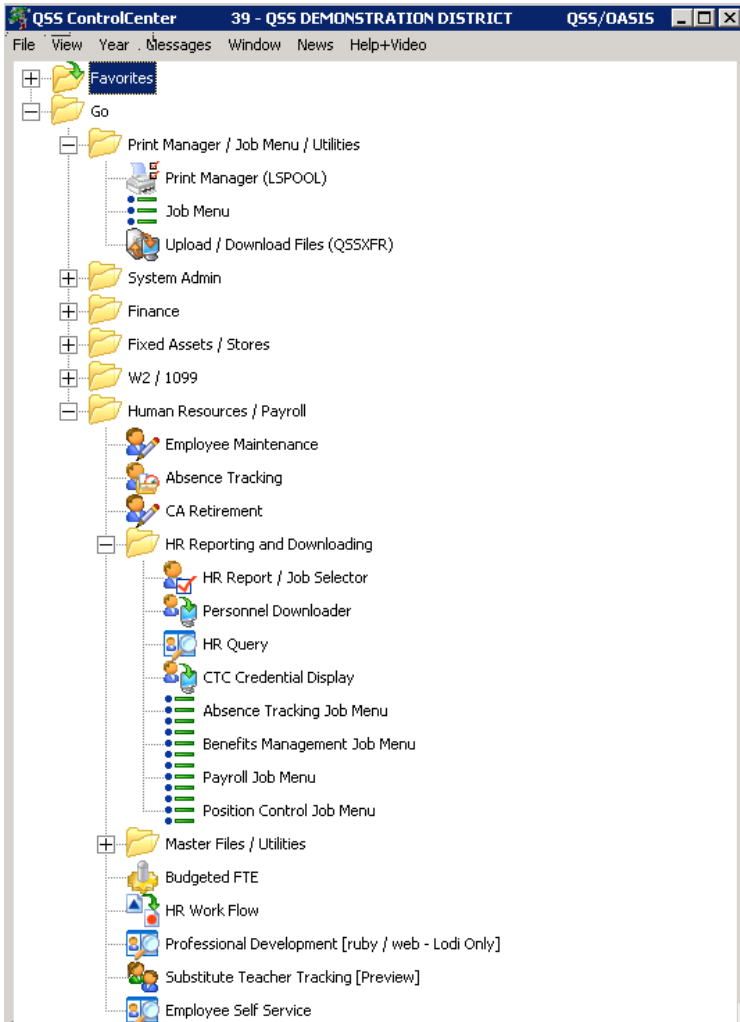 QSS ControlCenter 39 - QSS DEMONSTRATION DISTRICT QSS/OASIS
File View Year Messages Window News Help+Video
Favorites
Go
Print Manager / Job Menu / Utilities
Print Manager (LSPOOL)
Job Menu
Upload / Download Files (QSSXFR)
System Admin
Finance
Fixed Assets / Stores
W2 / 1099
Human Resources / Payroll
Employee Maintenance
Absence Tracking
CA Retirement
HR Reporting and Downloading
HR Report / Job Selector
Personnel Downloader
HR Query
CTC Credential Display
Absence Tracking Job Menu
Benefits Management Job Menu
Payroll Job Menu
Position Control Job Menu
Master Files / Utilities
Budgeted FTE
HR Work Flow
Professional Development [ruby / web - Lodi Only]
Substitute Teacher Tracking [Preview]
Employee Self Service